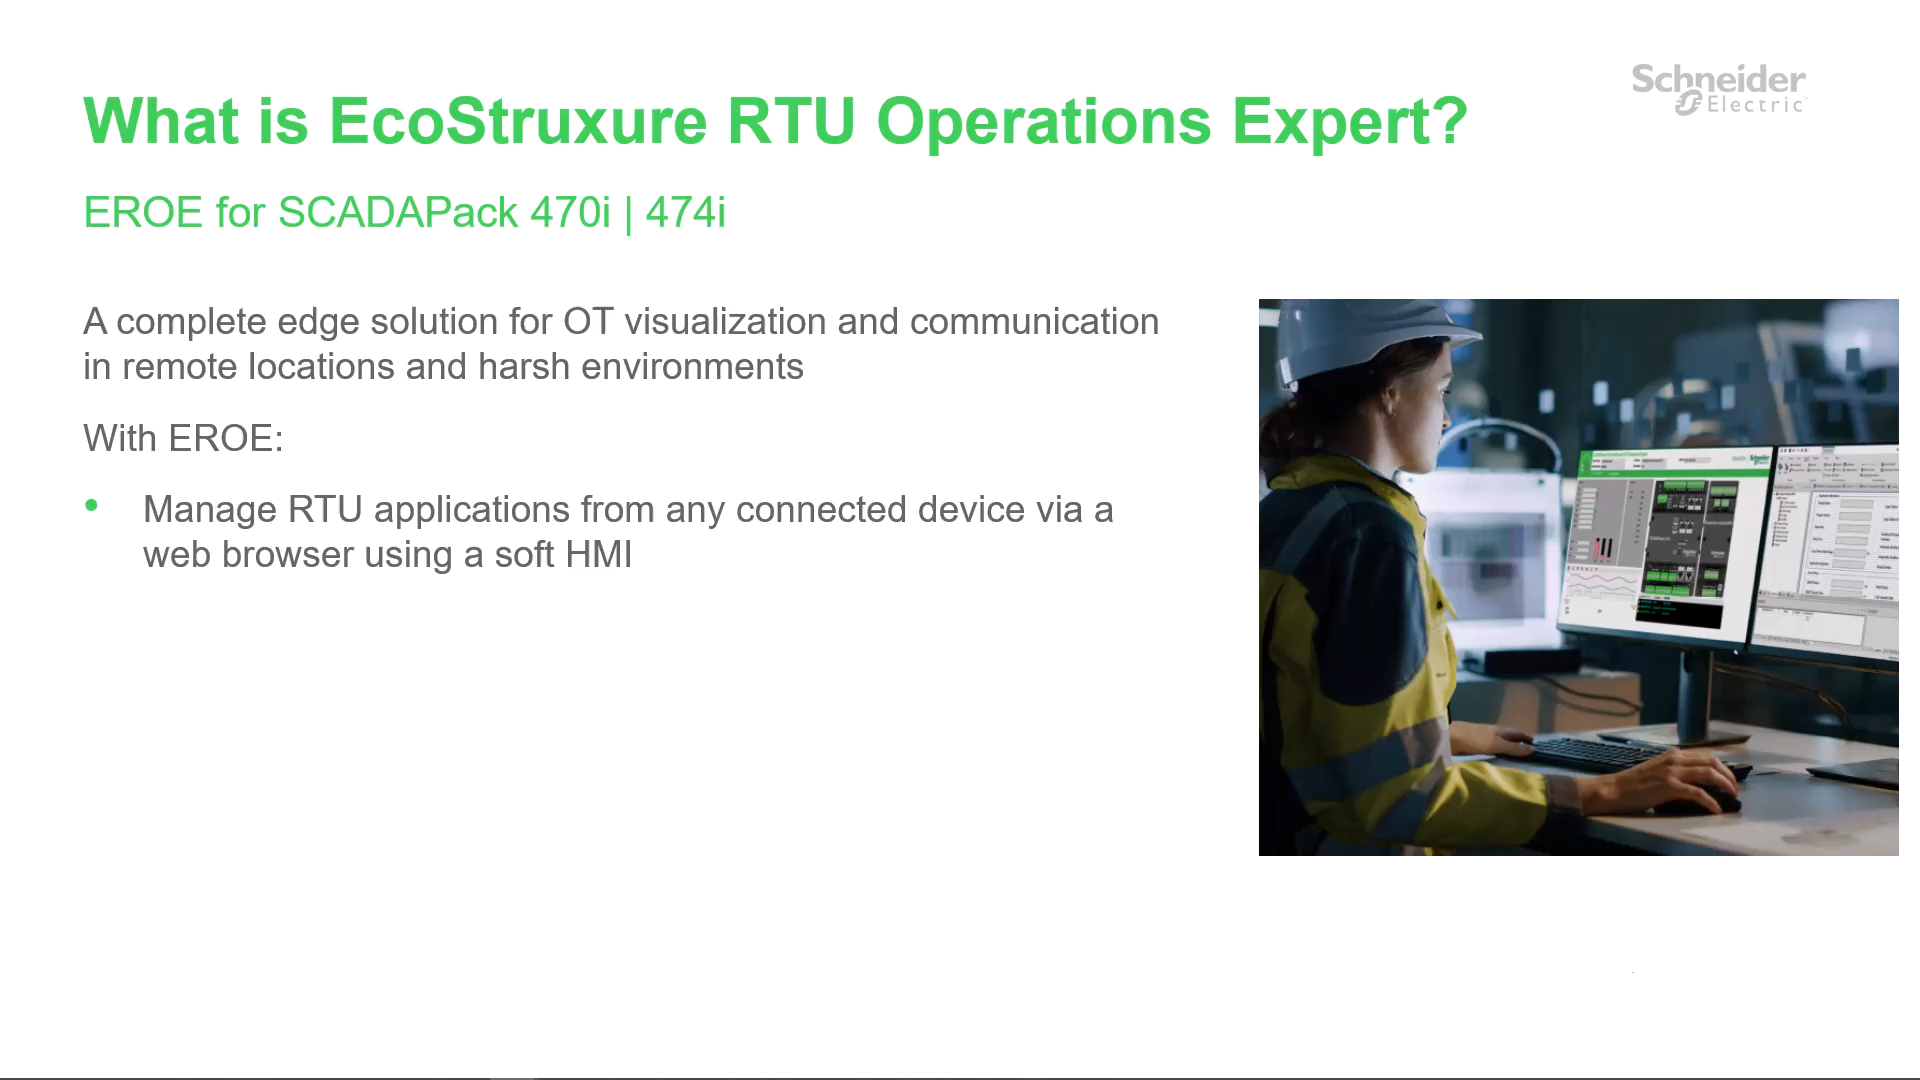 Schneider
Electric
What is EcoStruxure RTU Operations Expert?
EROE for SCADAPack 470i | 474i
A complete edge solution for OT visualization and communication
in remote locations and harsh environments
With EROE:
• Manage RTU applications from any connected device via a
web browser using a soft HMI